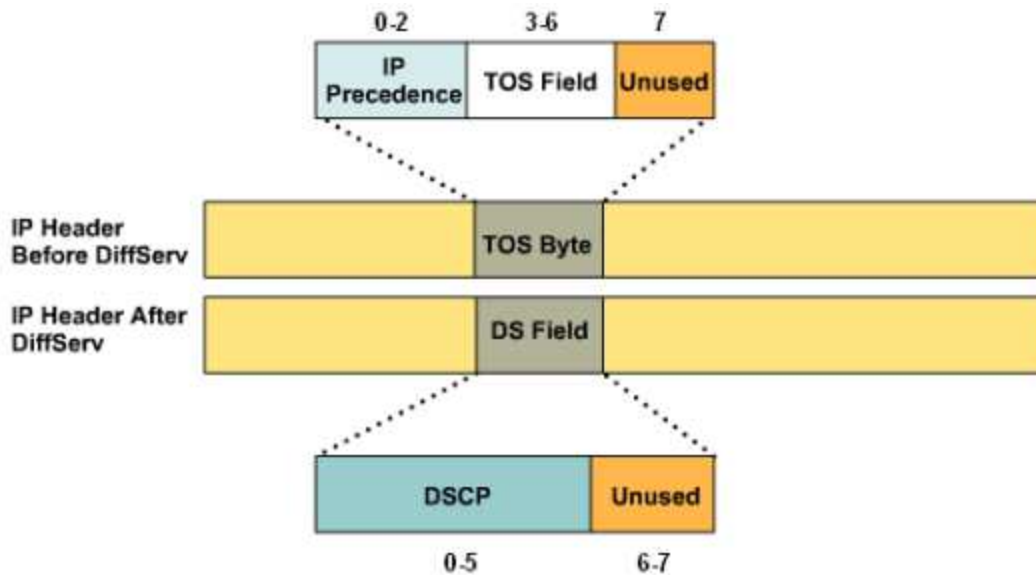 0-2 3-6 7
IP
Precedence
TOS Field
Unused
IP Header
Before DiffServ
TOS Byte
IP Header After
DiffServ
DS Field
DSCP
Unused
0-5 6-7